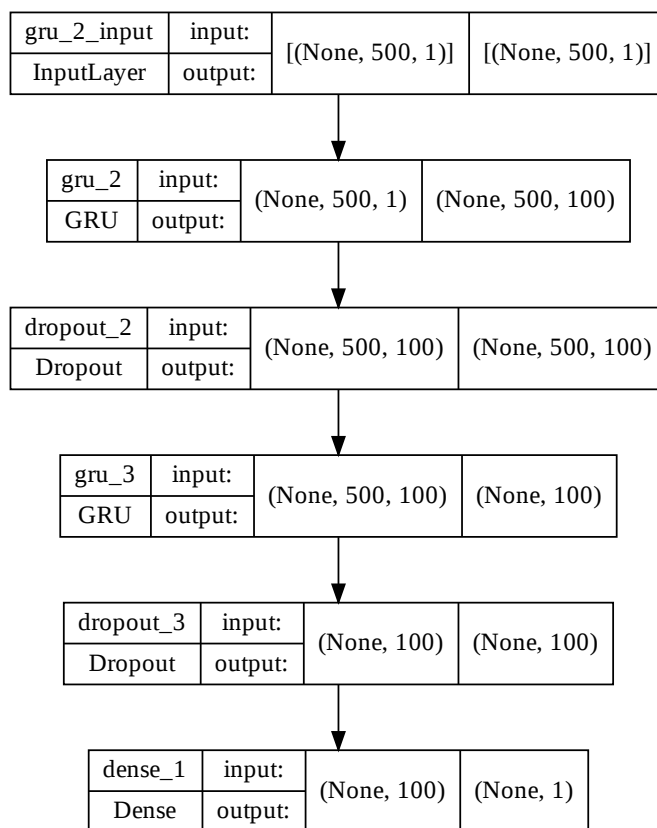 gru_2_input input: [(None, 500, 1)] [(None, 500, 1)]
InputLayer output:
gru_2 input: (None, 500, 1) (None, 500, 100)
GRU output:
dropout_2 input: (None, 500, 100) (None, 500, 100)
Dropout output:
gru_3 input: (None, 500, 100) (None, 100)
GRU output:
dropout_3 input: (None, 100) (None, 100)
Dropout output:
dense_1 input: (None, 100) (None, 1)
Dense output: